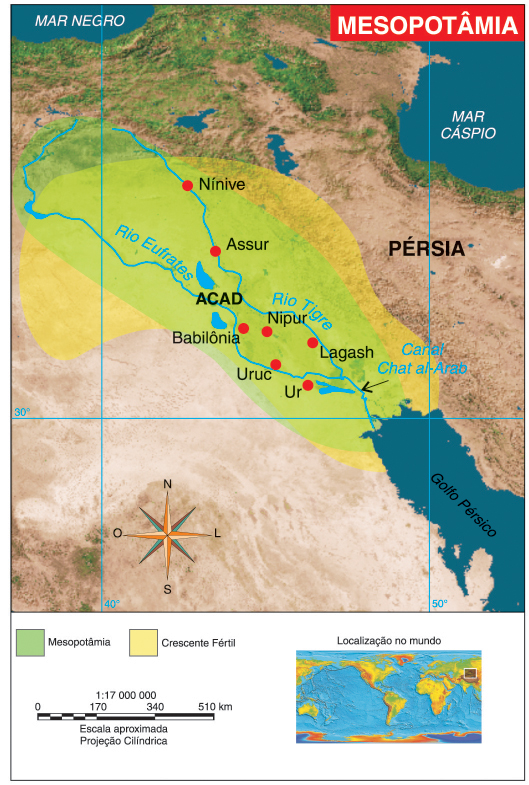 MAR NEGRO
MESOPOTÂMIA
MAR
CÁSPIO
Nínive
PÉRSIA
Assur
Rio Eufrates
ACAD
Rio Tigre
Nipur
Babilônia
Lagash
Canal
Chat al-Arab
Uruc
Ur
30°
Golfo Pérsico
N
O
L
S
40°
50°
Mesopotâmia
Crescente Fértil
Localização no mundo
1:17 000 000
0 170 340 510 km
Escala aproximada
Projeção Cilíndrica